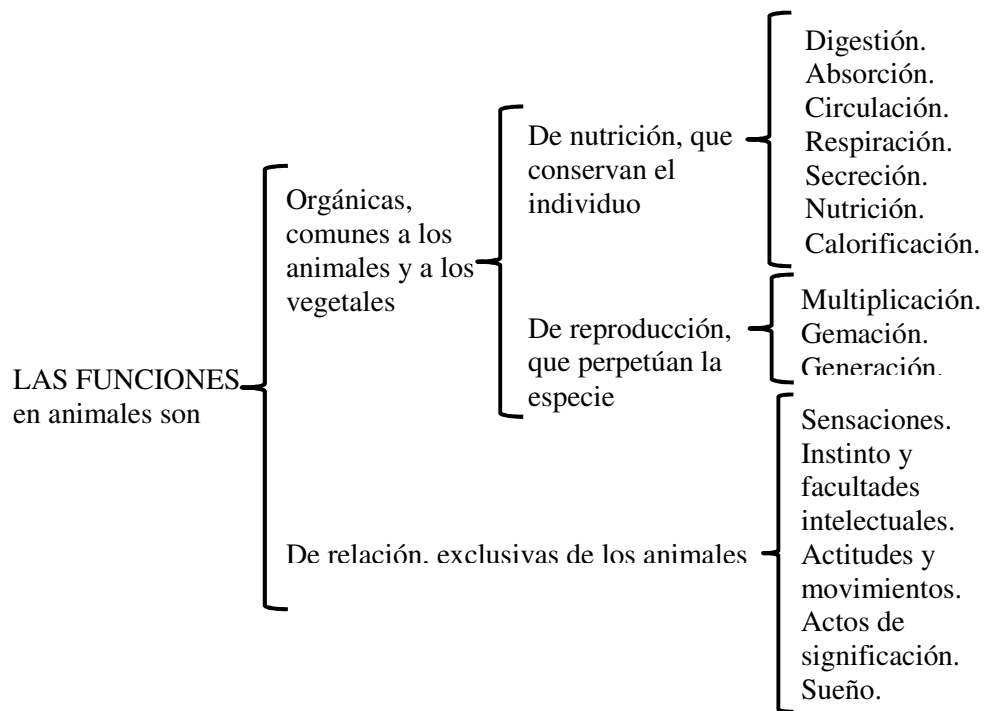 LAS FUNCIONES
en animales son
Orgánicas,
comunes a los
animales y a los
vegetales
De nutrición, que
conservan el
individuo
Digestión.
Absorción.
Circulación.
Respiración.
Secreción.
Nutrición.
Calorificación.
De reproducción,
que perpetúan la
especie
Multiplicación.
Gemación.
Generación.
De relación, exclusivas de los animales
Sensaciones.
Instinto y
facultades
intelectuales.
Actitudes y
movimientos.
Actos de
significación.
Sueño.